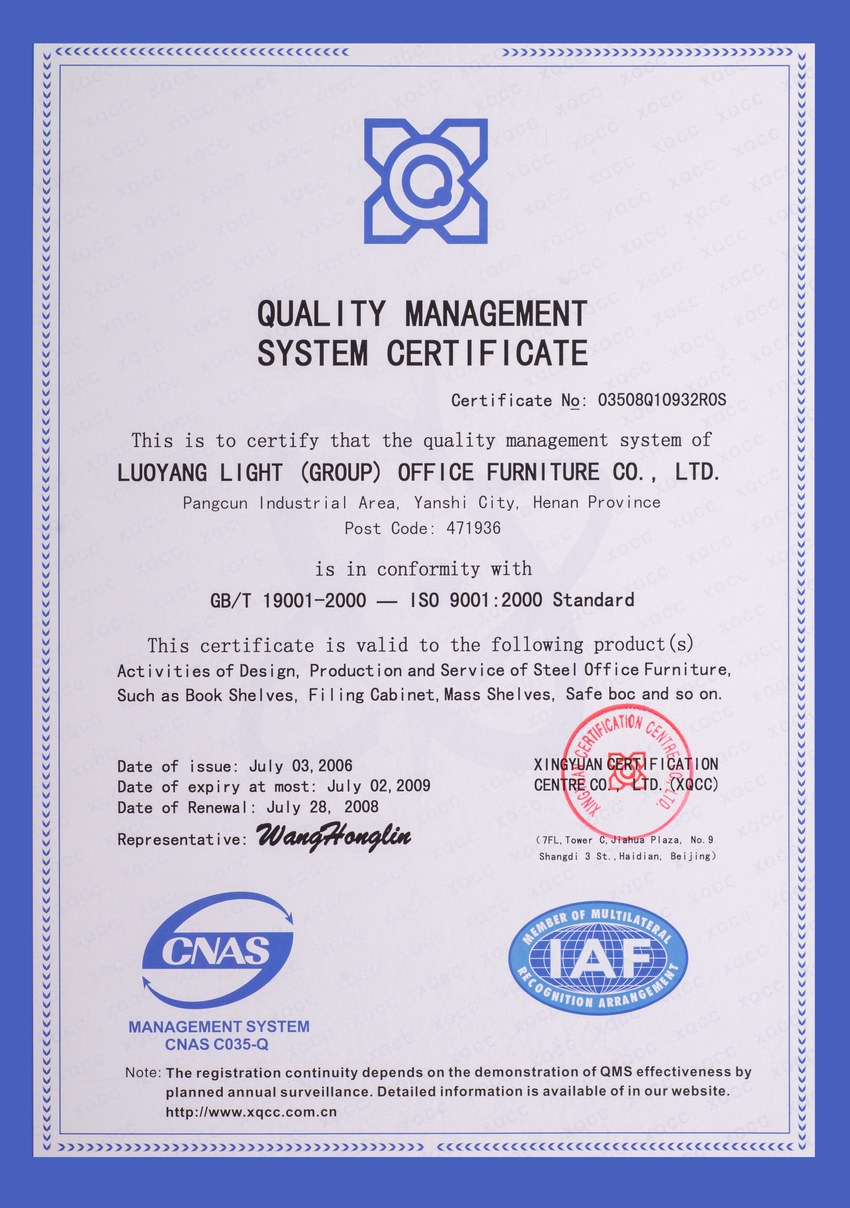 QUALITY MANAGEMENT
SYSTEM CERTIFICATE
Certificate No: 03508Q10932R0S
This is to certify that the quality management system of
LUOYANG LIGHT (GROUP) OFFICE FURNITURE CO., LTD.
Pangcun Industrial Area, Yanshi City, Henan Province
Post Code: 471936
is in conformity with
GB/T 19001-2000 — ISO 9001:2000 Standard
This certificate is valid to the following product(s)
Activities of Design, Production and Service of Steel Office Furniture,
Such as Book Shelves, Filing Cabinet, Mass Shelves, Safe boc and so on.
Date of issue: July 03, 2006
Date of expiry at most: July 02, 2009
Date of Renewal: July 28, 2008
Representative: WangHonglin
XINGYUAN CERTIFICATION CENTRE CO., LTD.
XINGYUAN CERTIFICATION
CENTRE CO., LTD. (XQCC)
(7FL, Tower C, Jiahua Plaza, No.9
Shangdi 3 St., Haidian, Beijing)
CNAS
MANAGEMENT SYSTEM
CNAS C035-Q
MEMBER OF MULTILATERAL
IAF
RECOGNITION ARRANGEMENT
Note: The registration continuity depends on the demonstration of QMS effectiveness by
planned annual surveillance. Detailed information is available of in our website.
http://www.xqcc.com.cn